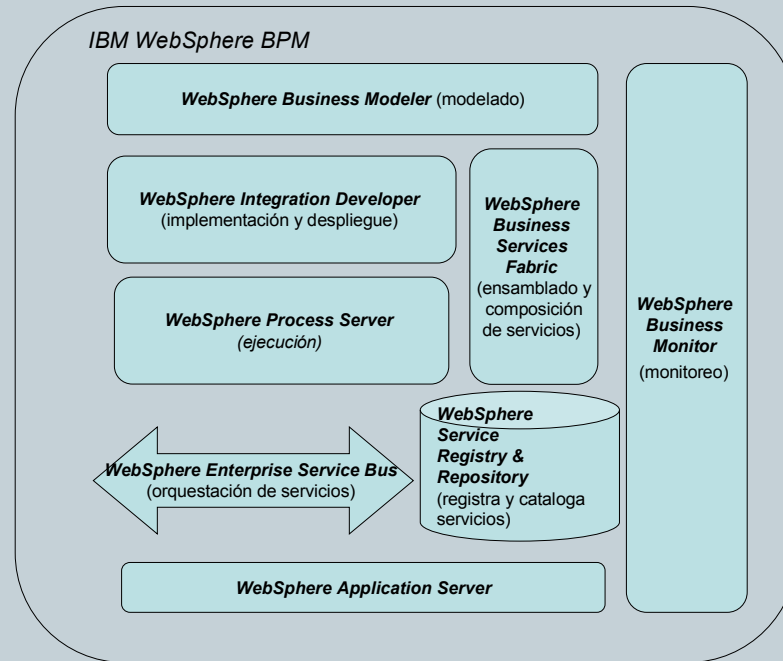 IBM WebSphere BPM
WebSphere Business Modeler (modelado)
WebSphere Integration Developer
(implementación y despliegue)
WebSphere
Business
Services
Fabric
(ensamblado y
composición
de servicios)
WebSphere
Business
Monitor
(monitoreo)
WebSphere Process Server
(ejecución)
WebSphere Enterprise Service Bus
(orquestación de servicios)
WebSphere
Service
Registry &
Repository
(registra y cataloga
servicios)
WebSphere Application Server